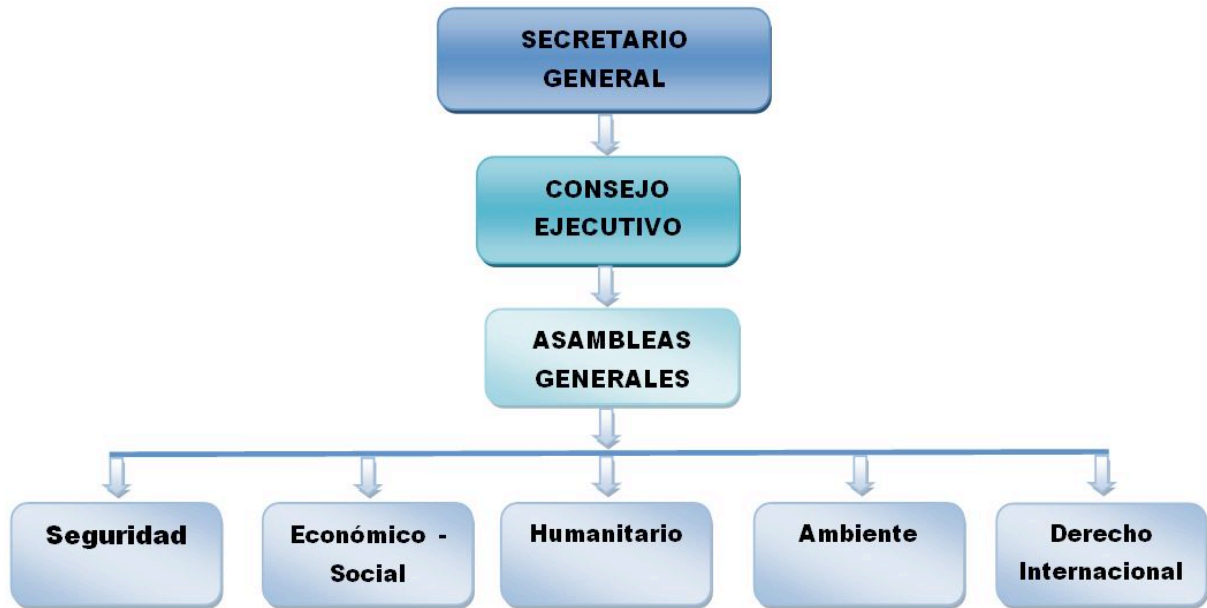 SECRETARIO
GENERAL
CONSEJO
EJECUTIVO
ASAMBLEAS
GENERALES
Seguridad
Económico -
Social
Humanitario
Ambiente
Derecho
Internacional